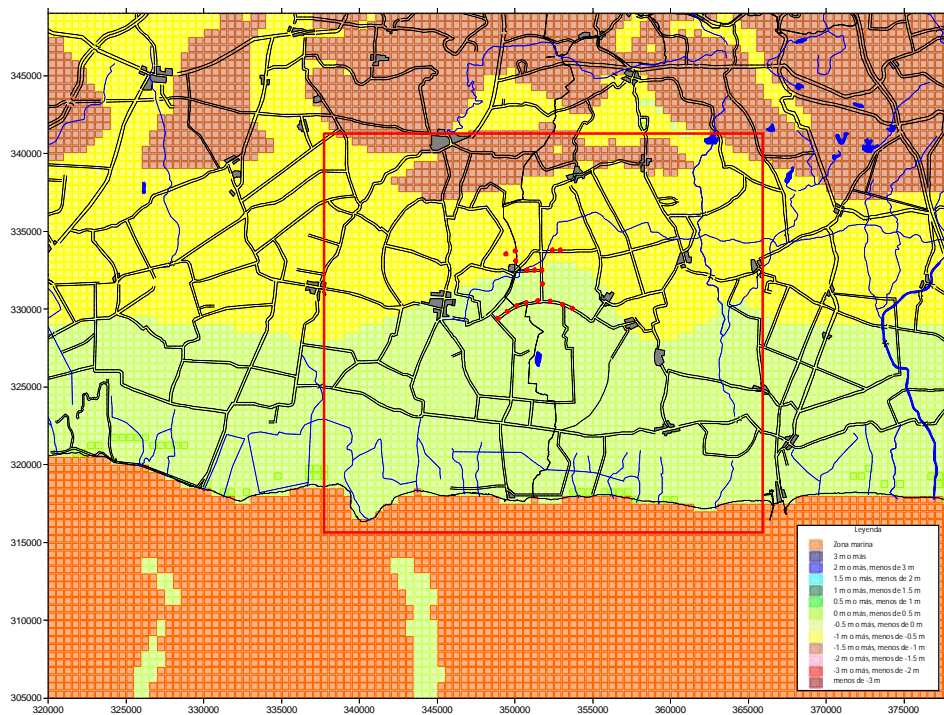 345000
340000
335000
330000
325000
320000
315000
310000
305000
320000 325000 330000 335000 340000 345000 350000 355000 360000 365000 370000 375000
Leyenda
Zona marina
3 m o más
2 m o más, menos de 3 m
1.5 m o más, menos de 2 m
1 m o más, menos de 1.5 m
0.5 m o más, menos de 1 m
0 m o más, menos de 0.5 m
-0.5 m o más, menos de 0 m
-1 m o más, menos de -0.5 m
-1.5 m o más, menos de -1 m
-2 m o más, menos de -1.5 m
-3 m o más, menos de -2 m
menos de -3 m